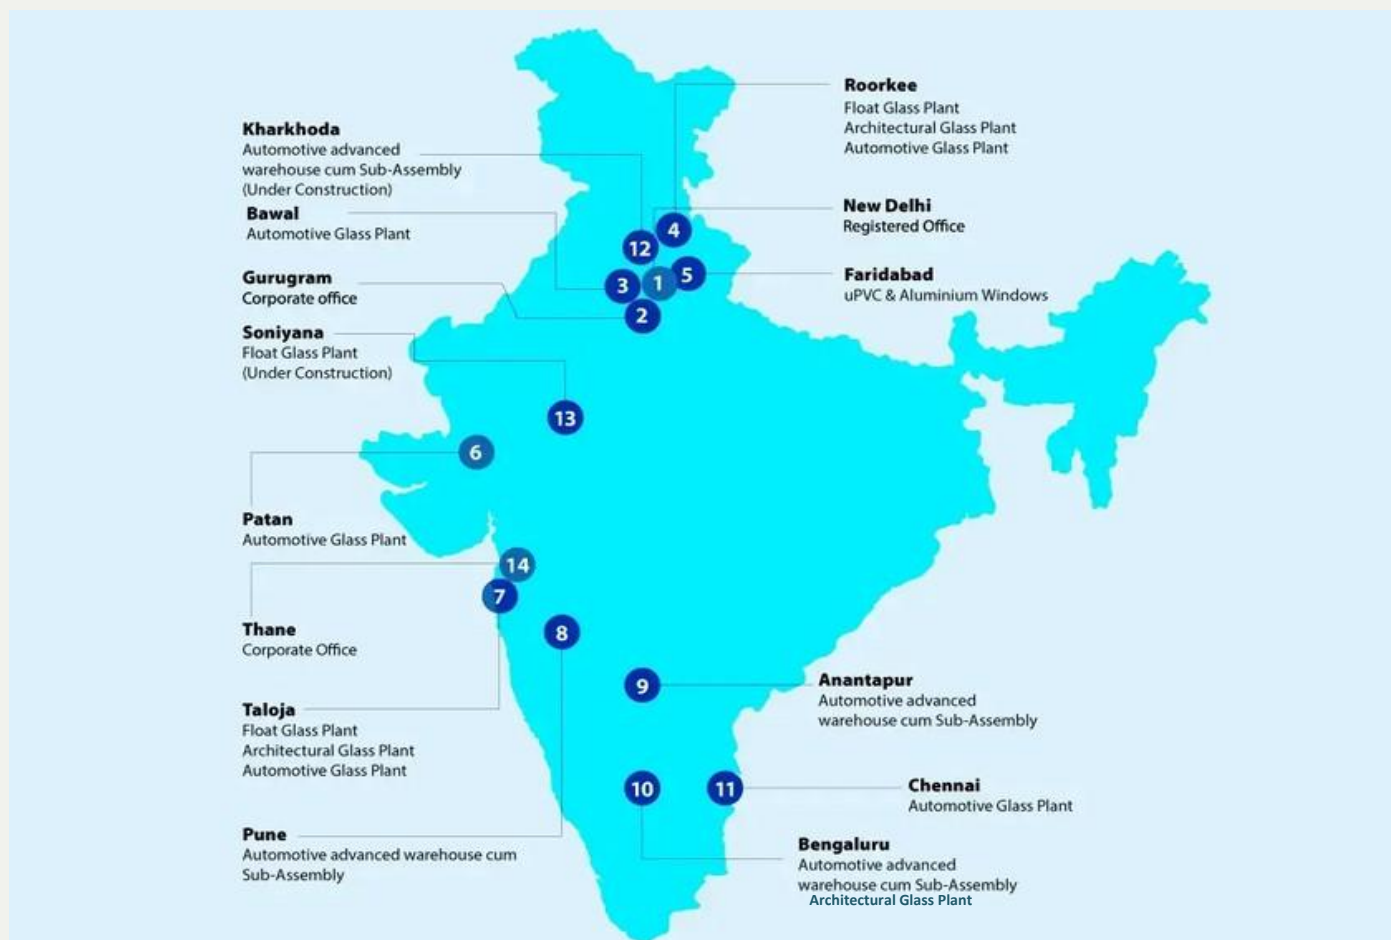 Kharkhoda
Automotive advanced
warehouse cum Sub-Assembly
(Under Construction)
Bawal
Automotive Glass Plant
Gurugram
Corporate office
Soniyana
Float Glass Plant
(Under Construction)
Patan
Automotive Glass Plant
Thane
Corporate Office
Taloja
Float Glass Plant
Architectural Glass Plant
Automotive Glass Plant
Pune
Automotive advanced warehouse cum
Sub-Assembly
4
12
5
3
1
2
13
6
14
7
8
9
10
11
Roorkee
Float Glass Plant
Architectural Glass Plant
Automotive Glass Plant
New Delhi
Registered Office
Faridabad
uPVC & Aluminium Windows
Anantapur
Automotive advanced
warehouse cum Sub-Assembly
Chennai
Automotive Glass Plant
Bengaluru
Automotive advanced
warehouse cum Sub-Assembly
Architectural Glass Plant